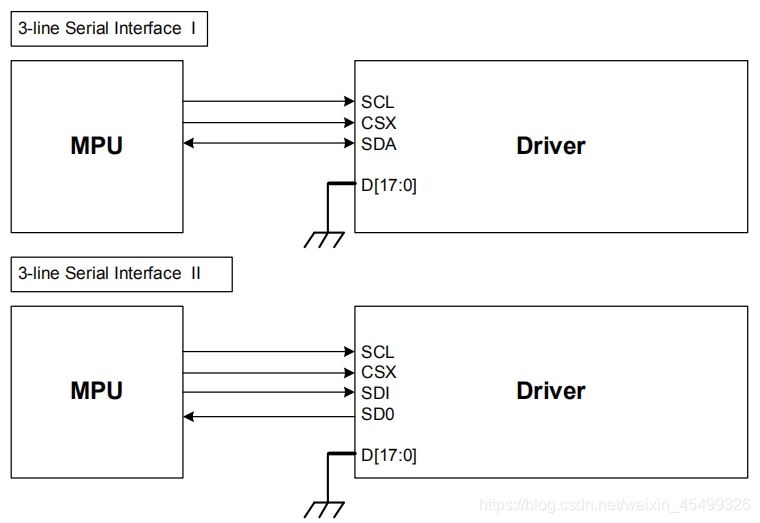 3-line Serial Interface I
MPU
SCL
CSX
SDA
D[17:0]
Driver
3-line Serial Interface II
MPU
SCL
CSX
SDI
SD0
D[17:0]
Driver
https://blog.csdn.net/weixin_45499326